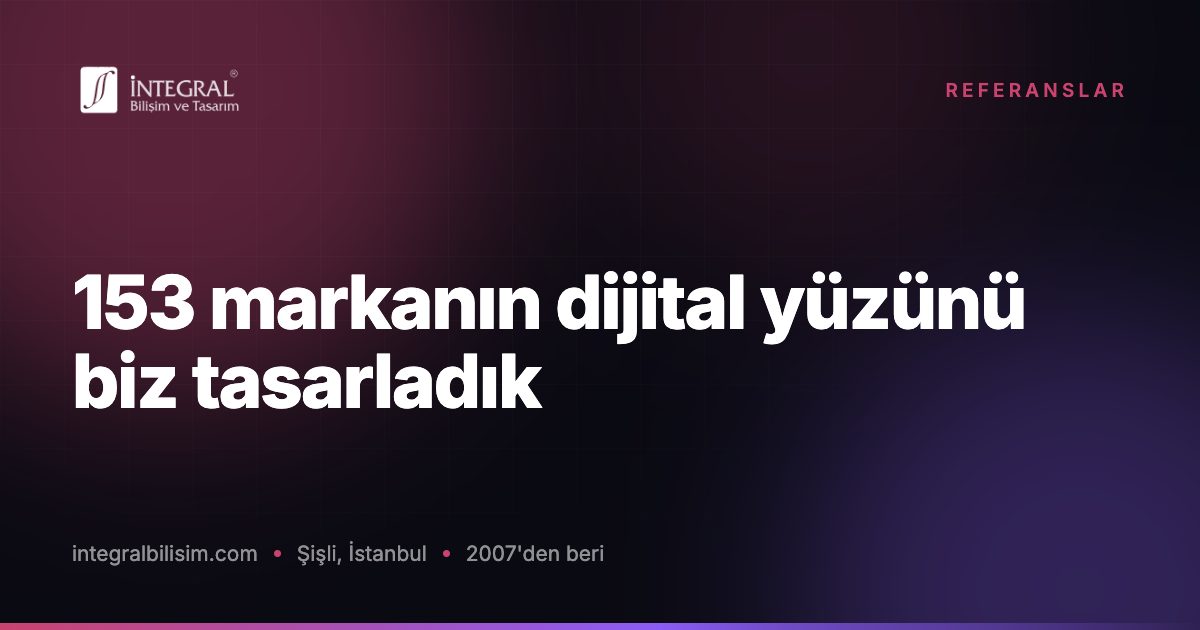 İNTEGRAL®
Bilişim ve Tasarım
REFERANSLAR
153 markanın dijital yüzünü
biz tasarladık
integralbilisim.com • Şişli, İstanbul • 2007'den beri